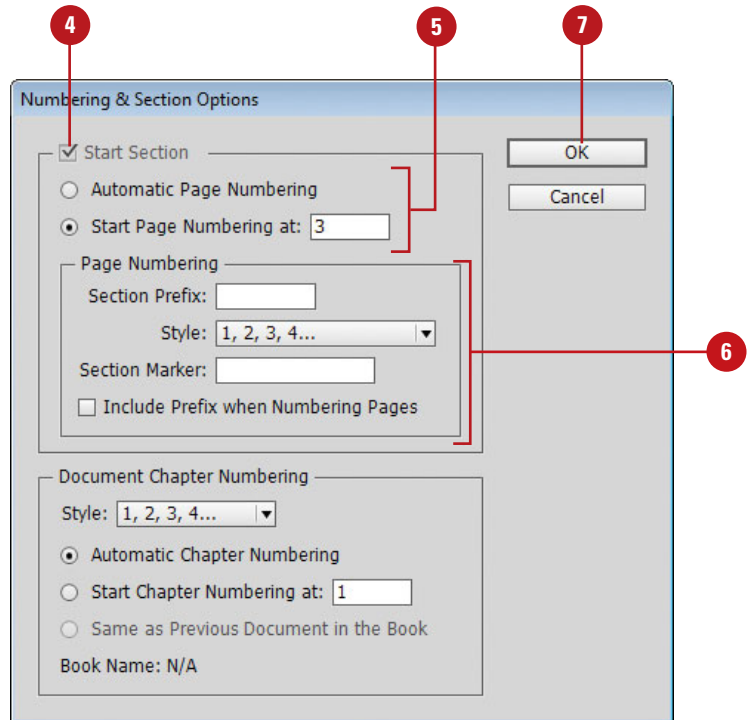 4 5 7
Numbering & Section Options
Start Section
OK
Automatic Page Numbering
Cancel
Start Page Numbering at: 3
Page Numbering
Section Prefix:
Style: 1, 2, 3, 4...
6
Section Marker:
Include Prefix when Numbering Pages
Document Chapter Numbering
Style: 1, 2, 3, 4...
Automatic Chapter Numbering
Start Chapter Numbering at: 1
Same as Previous Document in the Book
Book Name: N/A